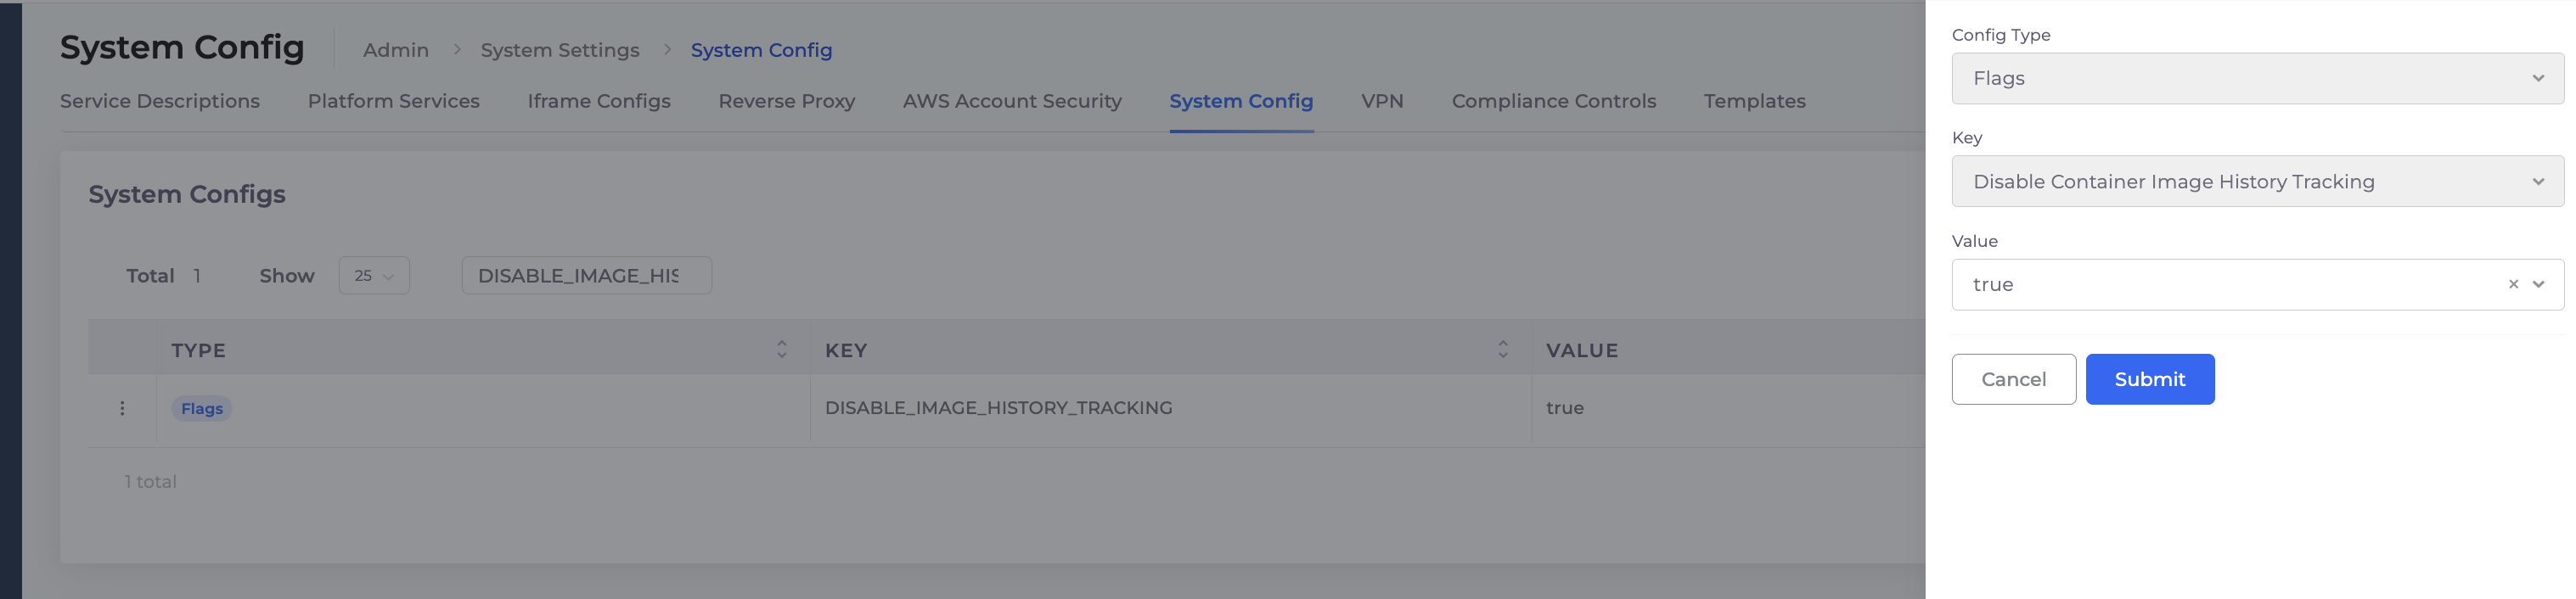 System Config
Admin > System Settings > System Config
Service Descriptions Platform Services Iframe Configs Reverse Proxy AWS Account Security System Config VPN Compliance Controls Templates
System Configs
Total 1 Show 25 DISABLE_IMAGE_HIS
TYPE KEY VALUE
Flags DISABLE_IMAGE_HISTORY_TRACKING true
1 total
Config Type
Flags
Key
Disable Container Image History Tracking
Value
true
Cancel Submit